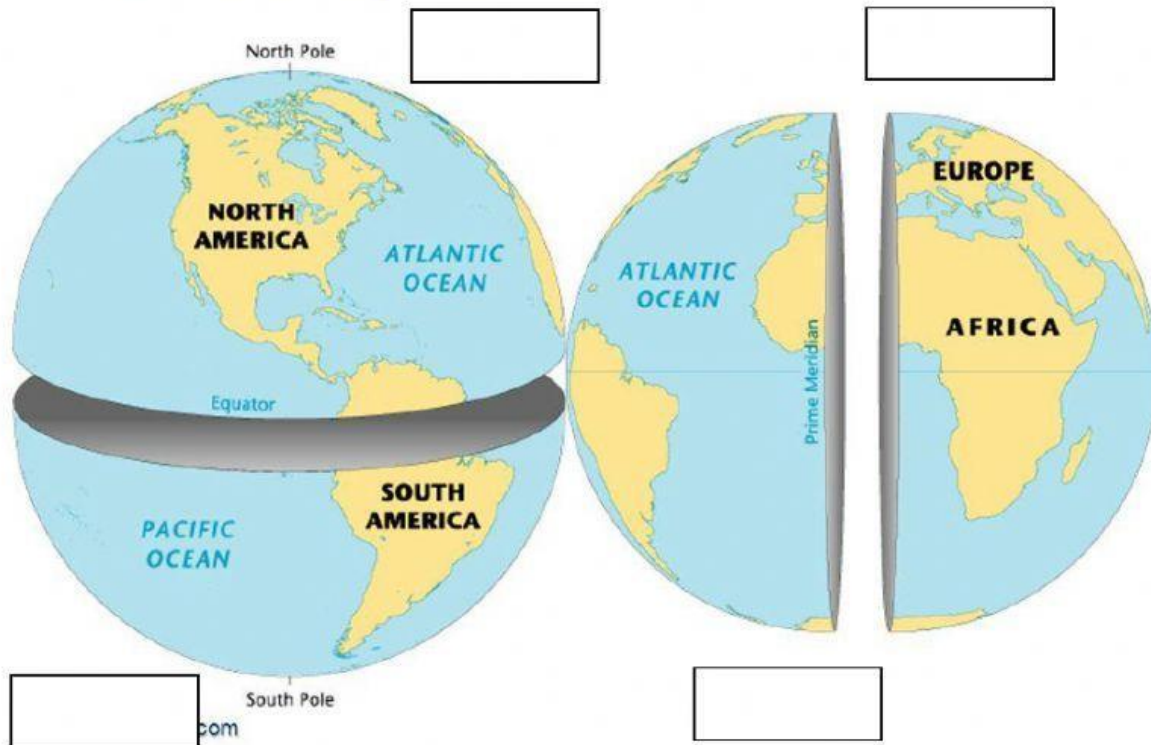 North Pole
NORTH
AMERICA
ATLANTIC
OCEAN
Equator
SOUTH
AMERICA
PACIFIC
OCEAN
South Pole
com
ATLANTIC
OCEAN
Prime Meridian
EUROPE
AFRICA